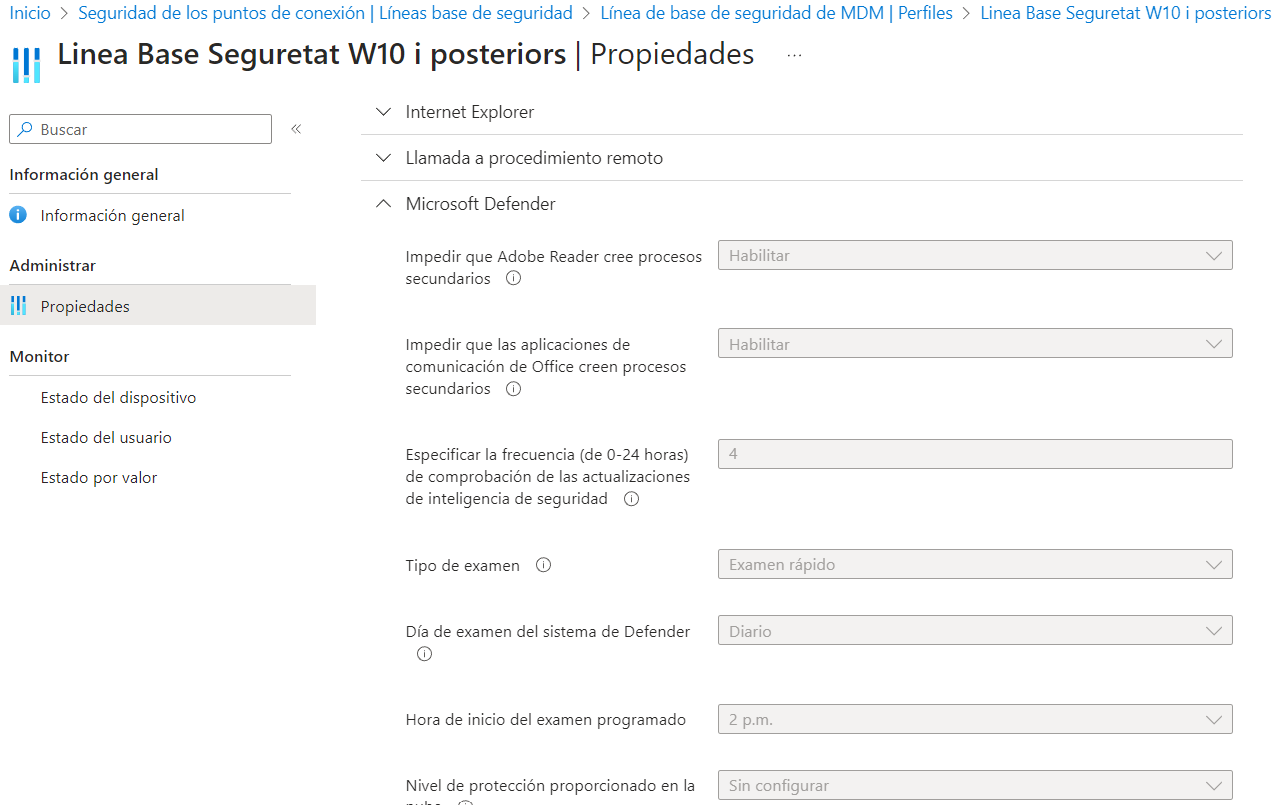 Inicio > Seguridad de los puntos de conexión | Líneas base de seguridad > Línea de base de seguridad de MDM | Perfiles > Linea Base Seguretat W10 i posteriors
Linea Base Seguretat W10 i posteriors | Propiedades ...
Buscar «
Información general
Información general
Administrar
Propiedades
Monitor
Estado del dispositivo
Estado del usuario
Estado por valor
Internet Explorer
Llamada a procedimiento remoto
Microsoft Defender
Impedir que Adobe Reader cree procesos
secundarios
Habilitar
Impedir que las aplicaciones de
comunicación de Office creen procesos
secundarios
Habilitar
Especificar la frecuencia (de 0-24 horas)
de comprobación de las actualizaciones
de inteligencia de seguridad
4
Tipo de examen
Examen rápido
Día de examen del sistema de Defender
Diario
Hora de inicio del examen programado
2 p.m.
Nivel de protección proporcionado en la
Sin configurar